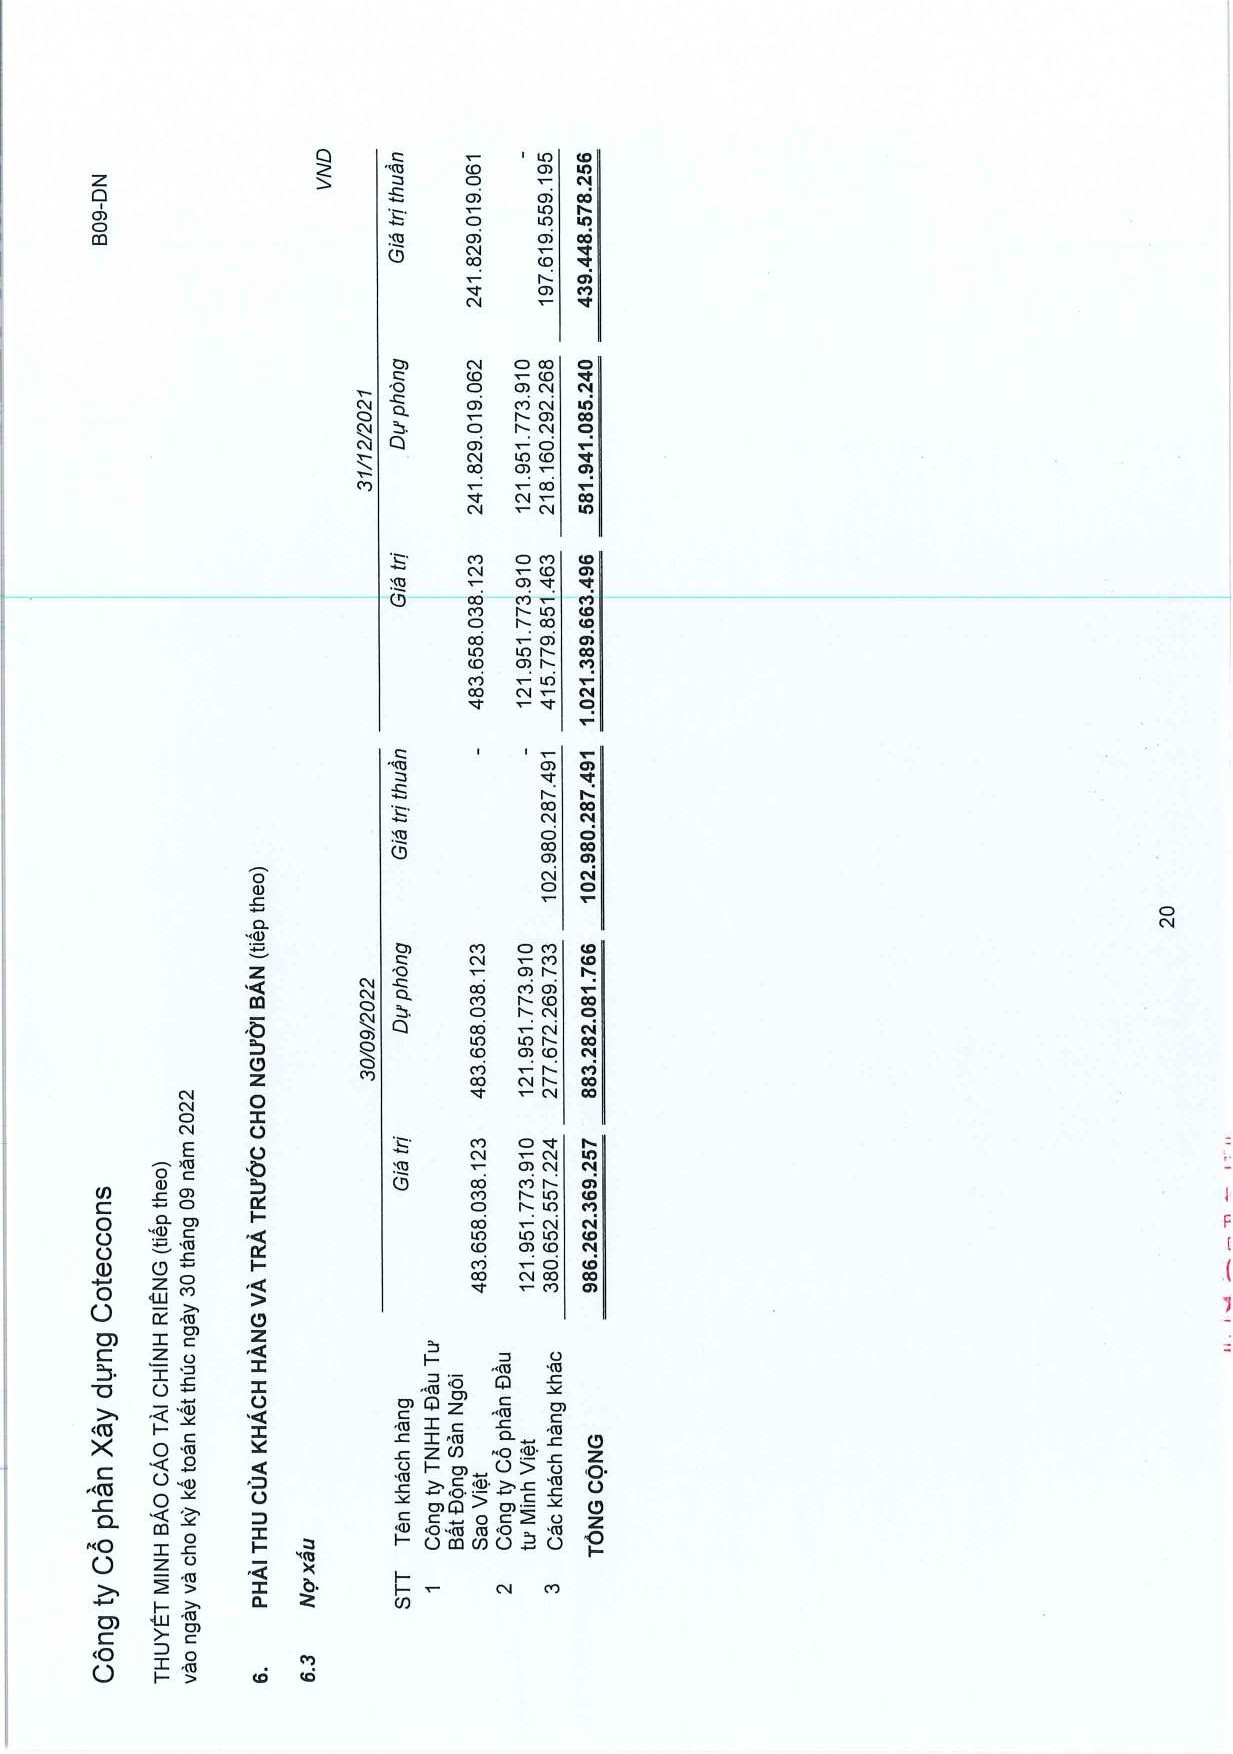 Công ty Cổ phần Xây dựng Coteccons B09-DN
THUYẾT MINH BÁO CÁO TÀI CHÍNH RIÊNG (tiếp theo)
vào ngày và cho kỳ kế toán kết thúc ngày 30 tháng 09 năm 2022
6. PHẢI THU CỦA KHÁCH HÀNG VÀ TRẢ TRƯỚC CHO NGƯỜI BÁN (tiếp theo)
6.3 Nợ xấu
VND
30/09/2022 31/12/2021
STT Tên khách hàng Giá trị Dự phòng Giá trị thuần Giá trị Dự phòng Giá trị thuần
1 Công ty TNHH Đầu Tư
Bất Động Sản Ngôi
Sao Việt 483.658.038.123 483.658.038.123 - 483.658.038.123 241.829.019.062 241.829.019.061
2 Công ty Cổ phần Đầu
tư Minh Việt 121.951.773.910 121.951.773.910 - 121.951.773.910 121.951.773.910 -
3 Các khách hàng khác 380.652.557.224 277.672.269.733 102.980.287.491 415.779.851.463 218.160.292.268 197.619.559.195
TỔNG CỘNG 986.262.369.257 883.282.081.766 102.980.287.491 1.021.389.663.496 581.941.085.240 439.448.578.256
20